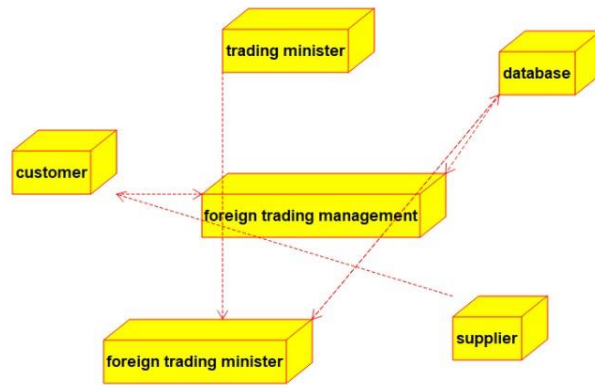 trading minister
database
customer
foreign trading management
supplier
foreign trading minister